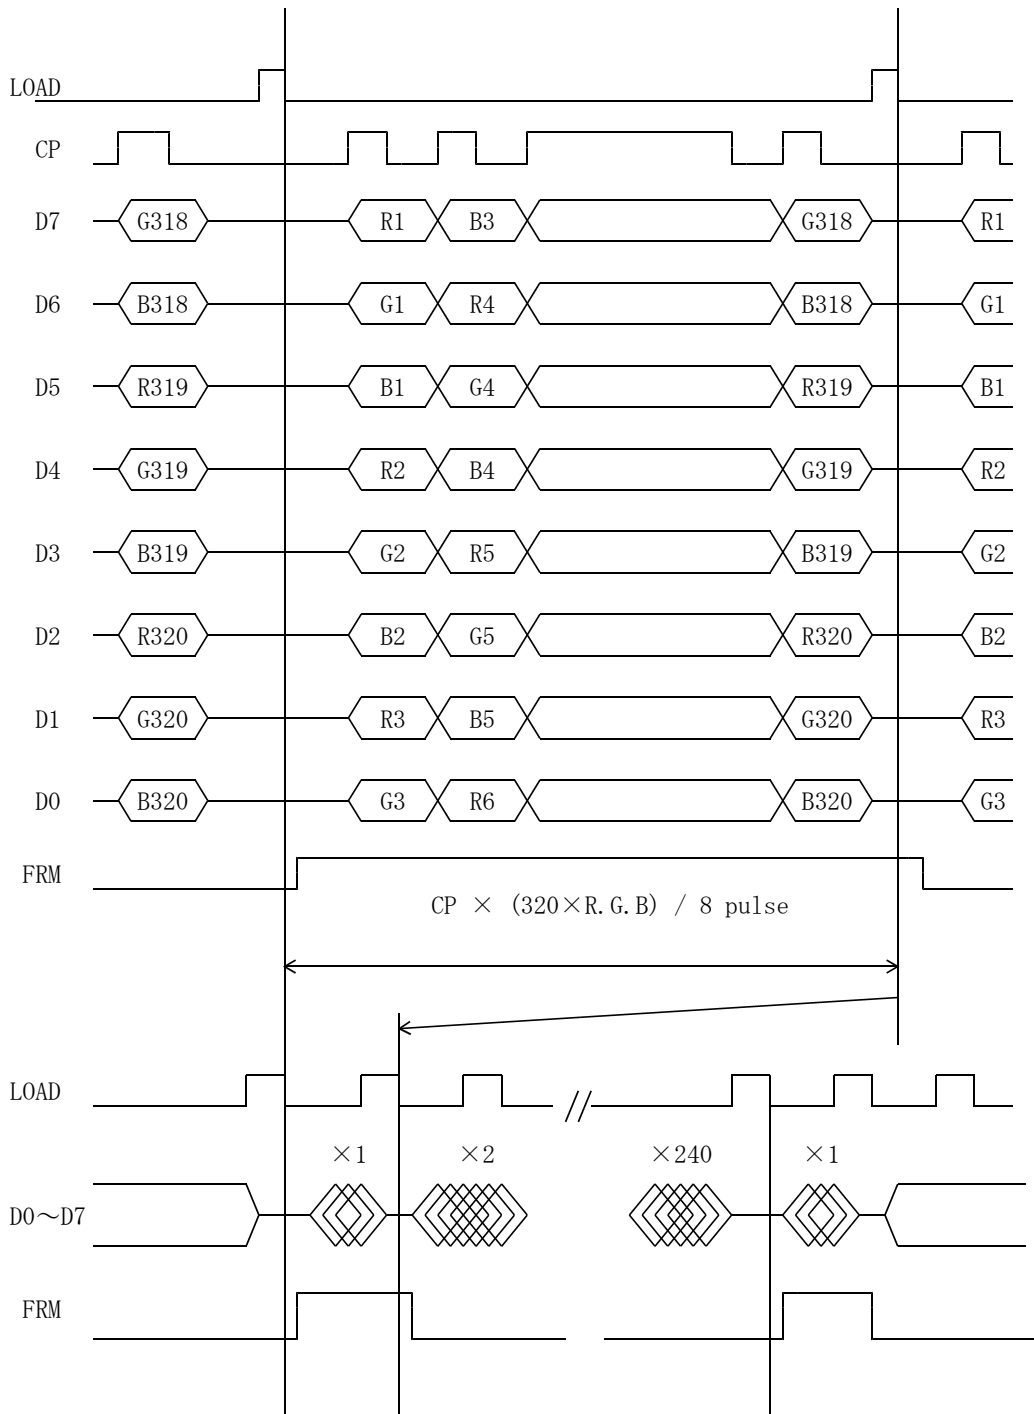 LOAD
CP
D7 G318 R1 B3 G318 R1
D6 B318 G1 R4 B318 G1
D5 R319 B1 G4 R319 B1
D4 G319 R2 B4 G319 R2
D3 B319 G2 R5 B319 G2
D2 R320 B2 G5 R320 B2
D1 G320 R3 B5 G320 R3
D0 B320 G3 R6 B320 G3
FRM
CP × (320×R.G.B) / 8 pulse
LOAD //
×1 ×2 ×240 ×1
D0～D7
FRM